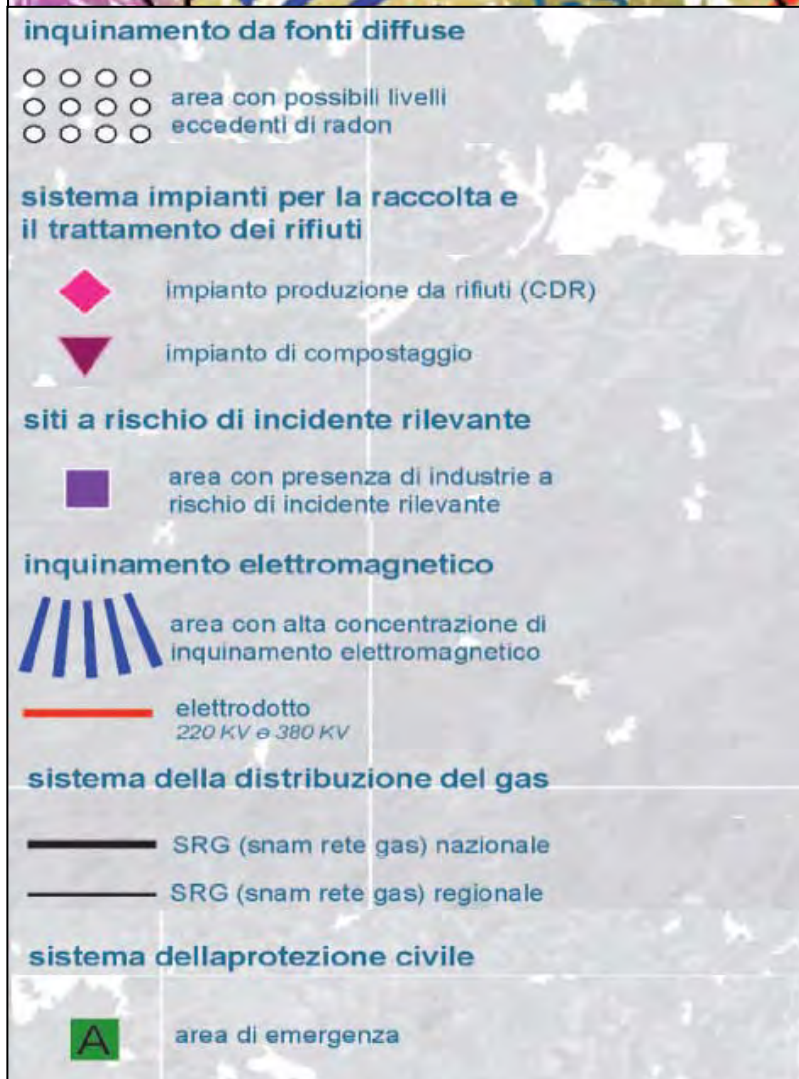 inquinamento da fonti diffuse
area con possibili livelli
eccedenti di radon
sistema impianti per la raccolta e
il trattamento dei rifiuti
impianto produzione da rifiuti (CDR)
impianto di compostaggio
siti a rischio di incidente rilevante
area con presenza di industrie a
rischio di incidente rilevante
inquinamento elettromagnetico
area con alta concentrazione di
inquinamento elettromagnetico
elettrodotto
220 KV e 380 KV
sistema della distribuzione del gas
SRG (snam rete gas) nazionale
SRG (snam rete gas) regionale
sistema dellaprotezione civile
A
area di emergenza